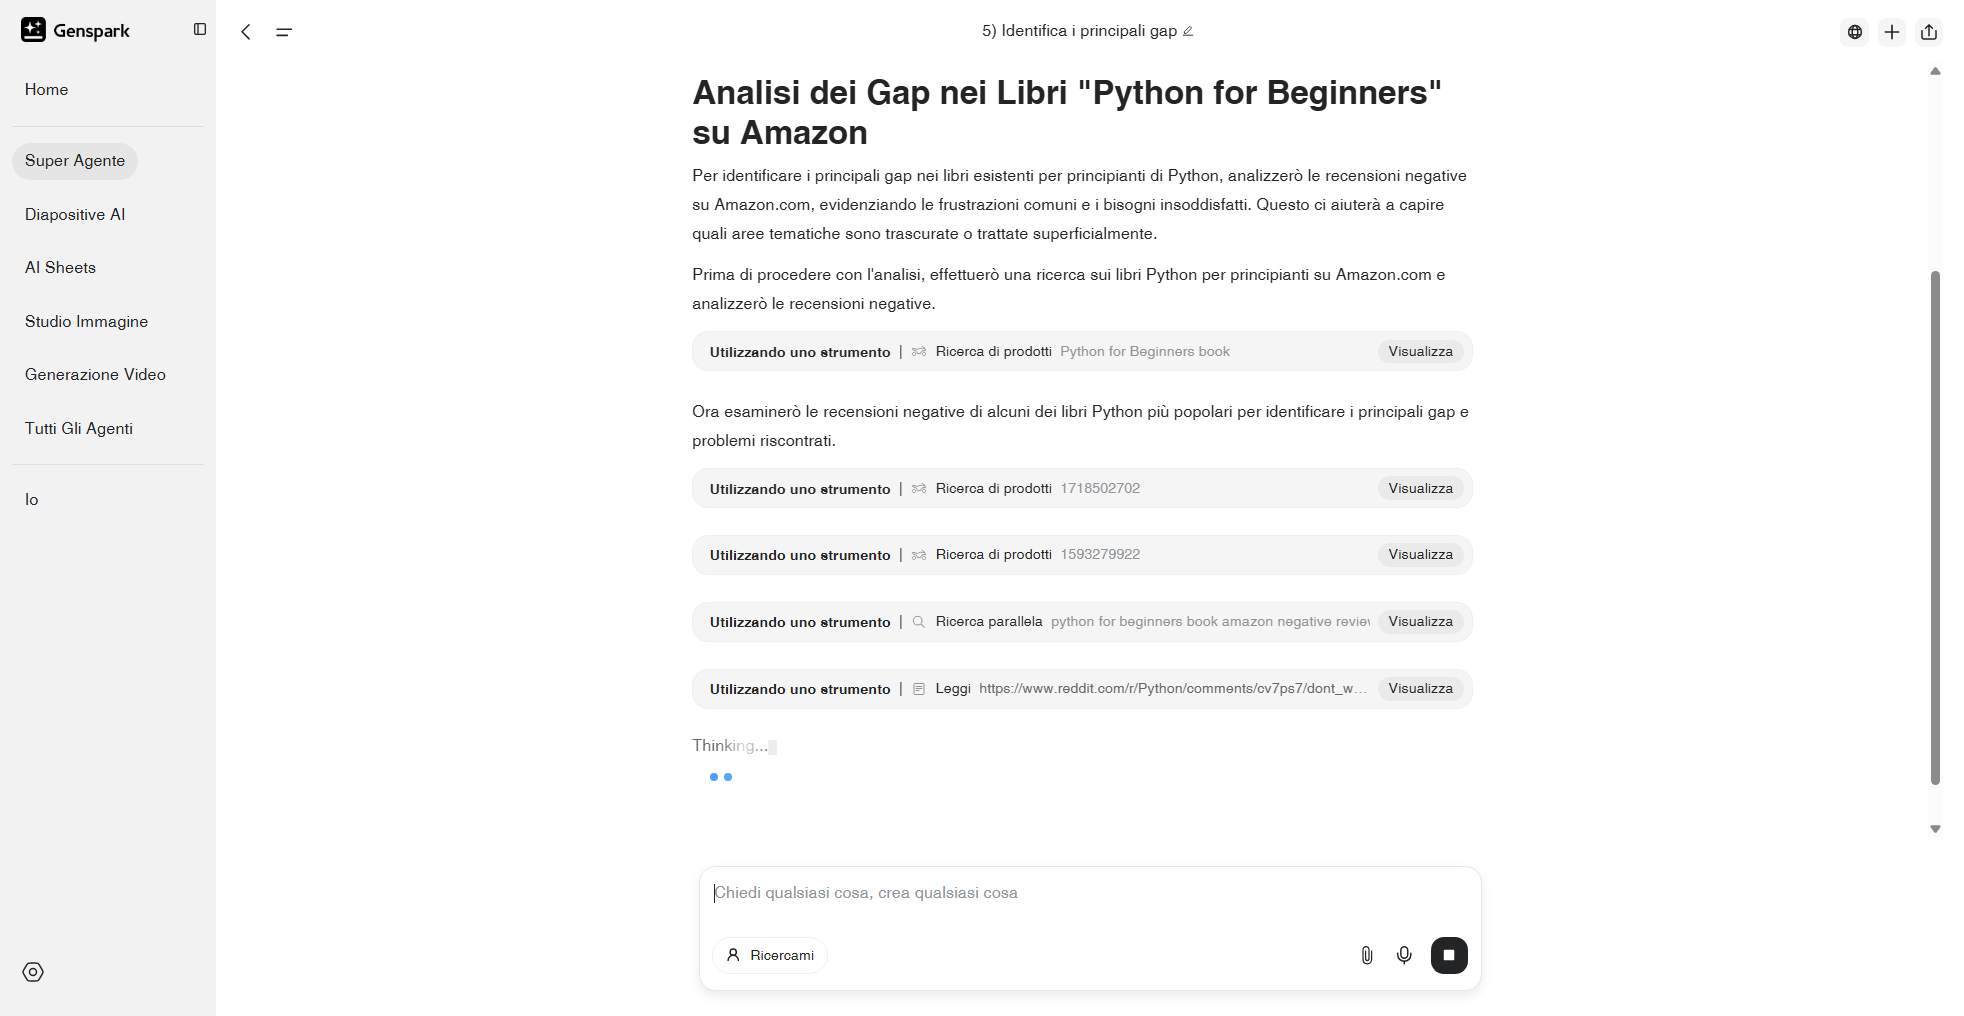 Genspark
Home
Super Agente
Diapositive AI
AI Sheets
Studio Immagine
Generazione Video
Tutti Gli Agenti
Io
5) Identifica i principali gap
Analisi dei Gap nei Libri "Python for Beginners"
su Amazon
Per identificare i principali gap nei libri esistenti per principianti di Python, analizzerò le recensioni negative
su Amazon.com, evidenziando le frustrazioni comuni e i bisogni insoddisfatti. Questo ci aiuterà a capire
quali aree tematiche sono trascurate o trattate superficialmente.
Prima di procedere con l'analisi, effettuerò una ricerca sui libri Python per principianti su Amazon.com e
analizzerò le recensioni negative.
Utilizzando uno strumento | Ricerca di prodotti Python for Beginners book Visualizza
Ora esaminerò le recensioni negative di alcuni dei libri Python più popolari per identificare i principali gap e
problemi riscontrati.
Utilizzando uno strumento | Ricerca di prodotti 1718502702 Visualizza
Utilizzando uno strumento | Ricerca di prodotti 1593279922 Visualizza
Utilizzando uno strumento | Ricerca parallela python for beginners book amazon negative review Visualizza
Utilizzando uno strumento | Leggi https://www.reddit.com/r/Python/comments/cv7ps7/dont_w... Visualizza
Thinking...
Chiedi qualsiasi cosa, crea qualsiasi cosa
Ricercami